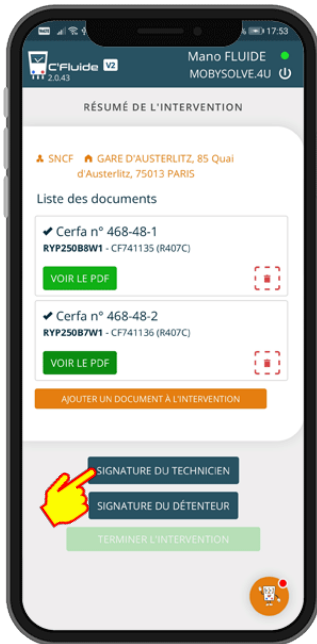 17:53
C'Fluide V2
2.0.43
Mano FLUIDE
MOBYSOLVE.4U
RÉSUMÉ DE L'INTERVENTION
SNCF GARE D'AUSTERLITZ, 85 Quai
d'Austerlitz, 75013 PARIS
Liste des documents
Cerfa n° 468-48-1
RYP250B8W1 - CF741135 (R407C)
VOIR LE PDF
Cerfa n° 468-48-2
RYP250B7W1 - CF741136 (R407C)
VOIR LE PDF
AJOUTER UN DOCUMENT À L'INTERVENTION
SIGNATURE DU TECHNICIEN
SIGNATURE DU DÉTENTEUR
TERMINER L'INTERVENTION